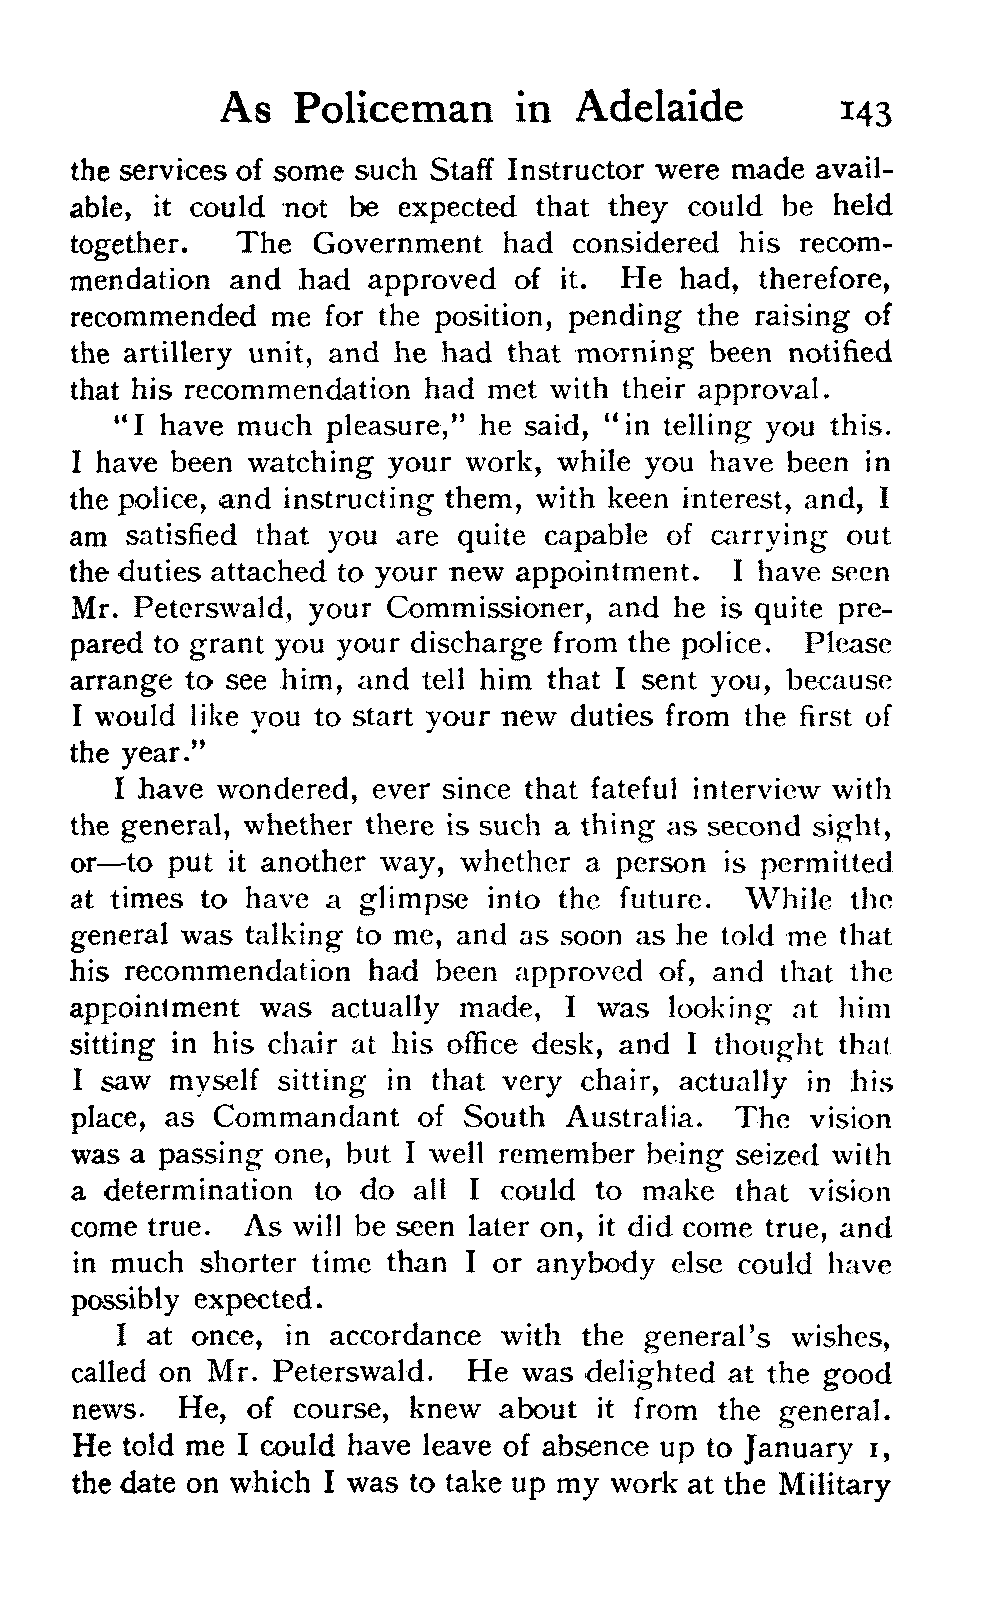 As Policeman in Adelaide 143
the services of some such Staff Instructor were made avail-
able, it could not be expected that they could be held
together. The Government had considered his recom-
mendation and had approved of it. He had, therefore,
recommended me for the position, pending the raising of
the artillery unit, and he had that morning been notified
that his recommendation had met with their approval.
"I have much pleasure," he said, "in telling you this.
I have been watching your work, while you have been in
the police, and instructing them, with keen interest, and, I
am satisfied that you are quite capable of carrying out
the duties attached to your new appointment. I have seen
Mr. Peterswald, your Commissioner, and he is quite pre-
pared to grant you your discharge from the police. Please
arrange to see him, and tell him that I sent you, because
I would like you to start your new duties from the first of
the year."
I have wondered, ever since that fateful interview with
the general, whether there is such a thing as second sight,
or—to put it another way, whether a person is permitted
at times to have a glimpse into the future. While the
general was talking to me, and as soon as he told me that
his recommendation had been approved of, and that the
appointment was actually made, I was looking at him
sitting in his chair at his office desk, and I thought that
I saw myself sitting in that very chair, actually in his
place, as Commandant of South Australia. The vision
was a passing one, but I well remember being seized with
a determination to do all I could to make that vision
come true. As will be seen later on, it did come true, and
in much shorter time than I or anybody else could have
possibly expected.
I at once, in accordance with the general's wishes,
called on Mr. Peterswald. He was delighted at the good
news. He, of course, knew about it from the general.
He told me I could have leave of absence up to January 1,
the date on which I was to take up my work at the Military